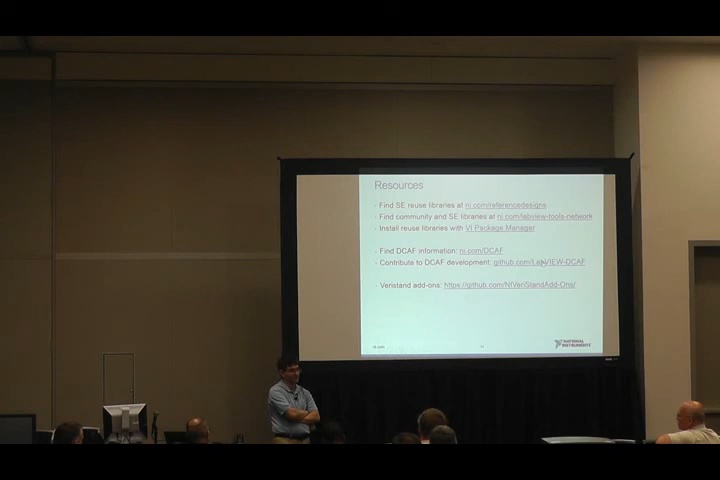 Resources
- Find SE reuse libraries at ni.com/referencedesigns
- Find community and SE libraries at ni.com/labview-tools-network
- Install reuse libraries with VI Package Manager
- Find DCAF information: ni.com/DCAF
- Contribute to DCAF development: github.com/LabVIEW-DCAF
- Veristand add-ons: https://github.com/NIVeriStandAdd-Ons/
ni.com
NATIONAL
INSTRUMENTS